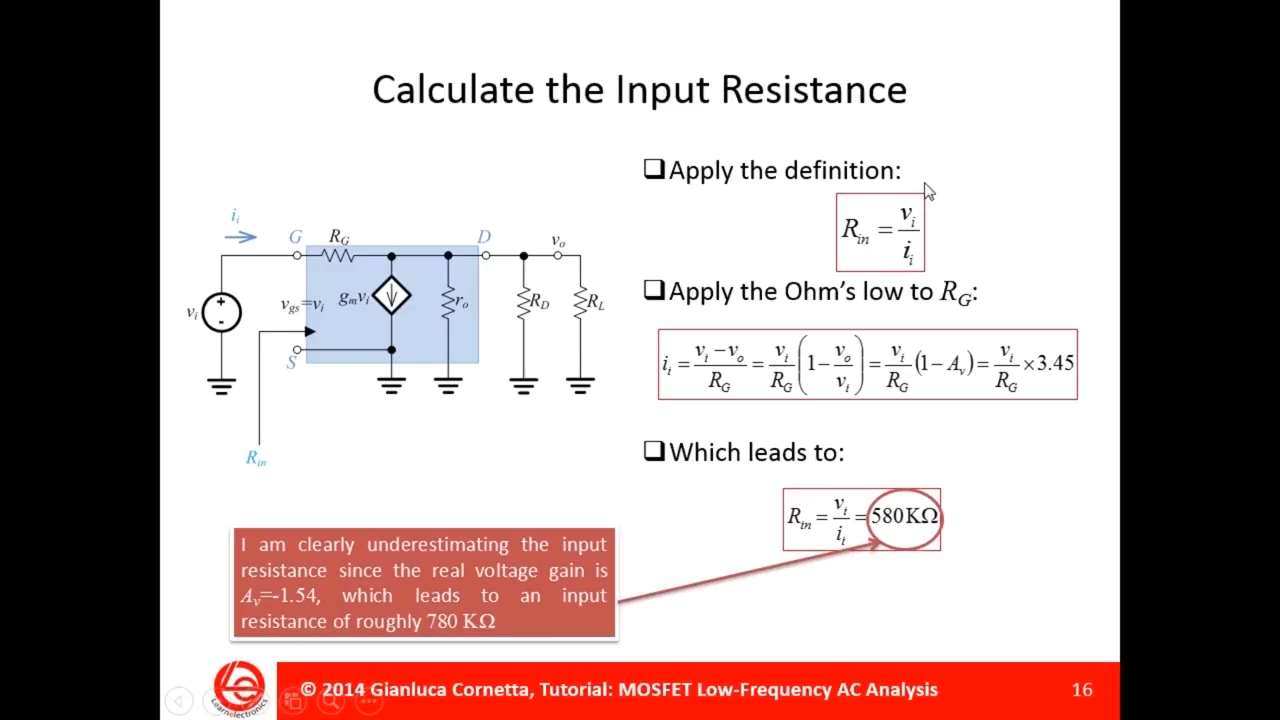 Calculate the Input Resistance
❑ Apply the definition:
R_in = v_i / i_i
❑ Apply the Ohm's low to R_G:
i_i = (v_i − v_o) / R_G = v_i / R_G (1 − v_o / v_i) = v_i / R_G (1 − A_v) = v_i / R_G × 3.45
❑ Which leads to:
R_in = v_i / i_i = 580 KΩ
i_i
G
R_G
D
v_o
v_i
+
-
v_gs=v_i
g_m v_i
r_o
R_D
R_L
S
R_in
I am clearly underestimating the input
resistance since the real voltage gain is
A_v=-1.54, which leads to an input
resistance of roughly 780 KΩ
Learnelectronics
© 2014 Gianluca Cornetta, Tutorial: MOSFET Low-Frequency AC Analysis
16